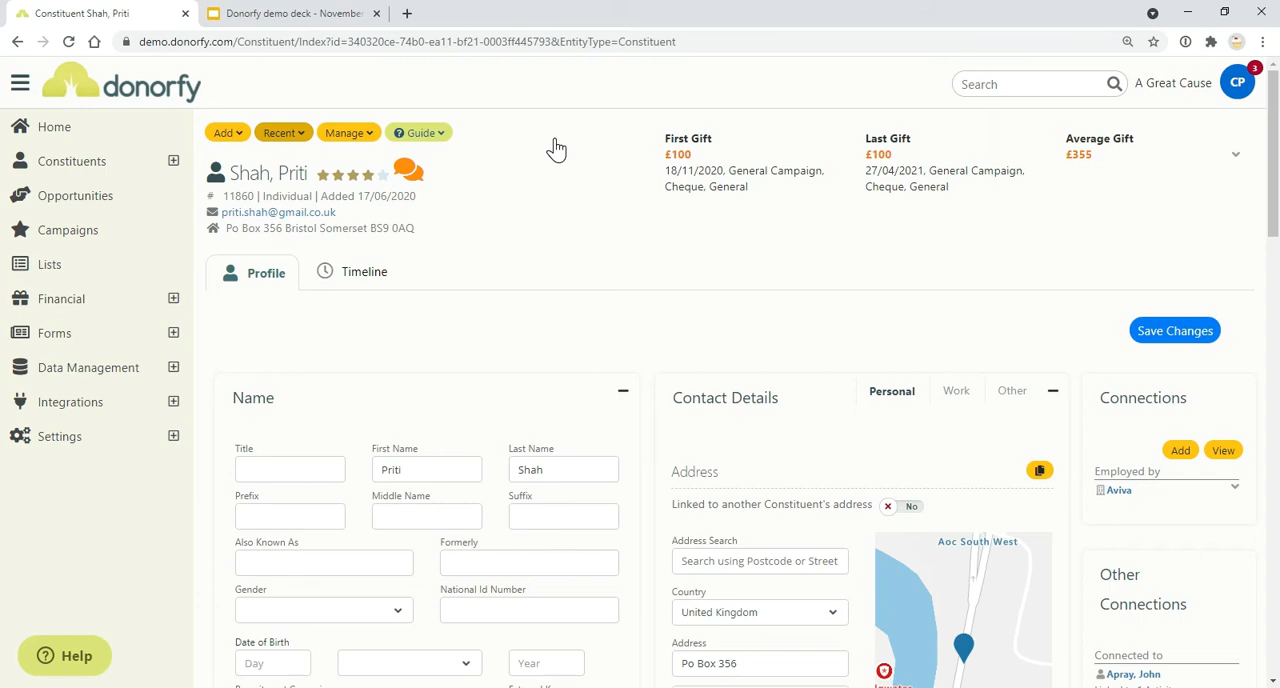 Constituent Shah, Priti
Donorfy demo deck - November
demo.donorfy.com/Constituent/Index?id=340320ce-74b0-ea11-bf21-0003ff445793&EntityType=Constituent
donorfy
Search
A Great Cause
CP
3
Home
Constituents
Opportunities
Campaigns
Lists
Financial
Forms
Data Management
Integrations
Settings
Help
Add
Recent
Manage
Guide
Shah, Priti
# 11860 | Individual | Added 17/06/2020
priti.shah@gmail.co.uk
Po Box 356 Bristol Somerset BS9 0AQ
First Gift
£100
18/11/2020, General Campaign,
Cheque, General
Last Gift
£100
27/04/2021, General Campaign,
Cheque, General
Average Gift
£355
Profile
Timeline
Save Changes
Name
Title
First Name
Last Name
Priti
Shah
Prefix
Middle Name
Suffix
Also Known As
Formerly
Gender
National Id Number
Date of Birth
Day
Year
Contact Details
Personal
Work
Other
Address
Linked to another Constituent's address
No
Address Search
Search using Postcode or Street
Country
United Kingdom
Address
Po Box 356
Aoc South West
Connections
Add
View
Employed by
Aviva
Other
Connections
Connected to
Apray, John